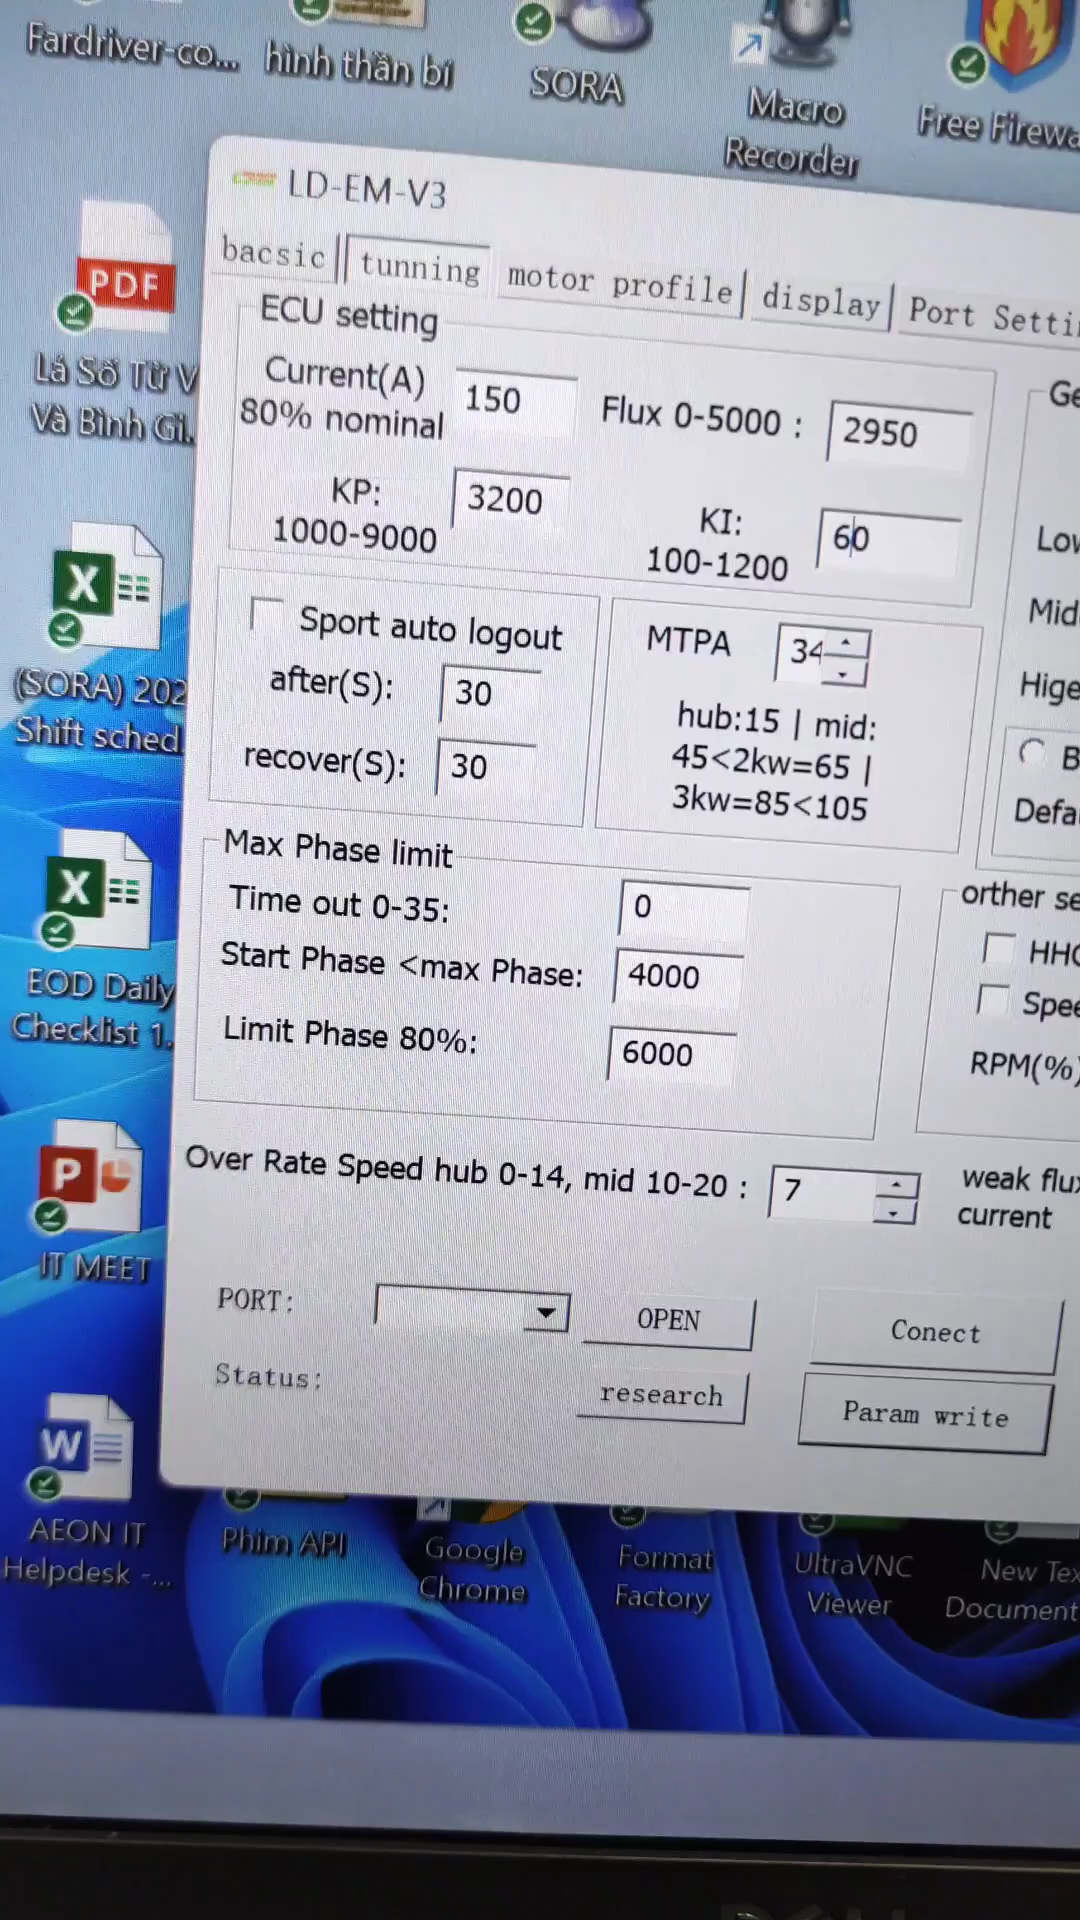 Fardriver-co...
hình thần bí
SORA
Macro
Recorder
Free Firewa
LD-EM-V3
PDF
Lá Số Tử V
Và Bình Gi.
bacsic
tunning
motor profile
display
Port Settin
ECU setting
Current(A)
80% nominal
150
Flux 0-5000 :
2950
KP:
1000-9000
3200
KI:
100-1200
60
Ge
Low
Mid
Hige
B
Defa
X
(SORA) 202
Shift sched.
Sport auto logout
after(S):
30
recover(S):
30
MTPA
34
hub:15 | mid:
45<2kw=65 |
3kw=85<105
Max Phase limit
Time out 0-35:
0
Start Phase <max Phase:
4000
Limit Phase 80%:
6000
orther se
HHC
Spee
RPM(%)
X
EOD Daily
Checklist 1.
Over Rate Speed hub 0-14, mid 10-20 :
7
weak flux
current
P
IT MEET
PORT:
OPEN
Conect
Status:
research
Param write
W
AEON IT
Helpdesk -...
Phim API
Google
Chrome
Format
Factory
UltraVNC
Viewer
New Tex
Document